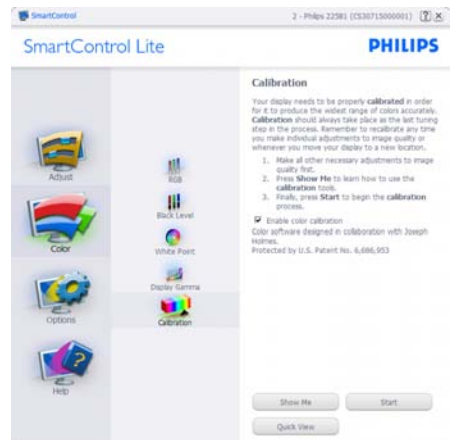 SmartControl
2 - Philips 225B1 (CS30715000001)
SmartControl Lite
PHILIPS
Adjust
Color
Options
Help
RGB
Black Level
White Point
Display Gamma
Calibration
Calibration
Your display needs to be properly calibrated in order
for it to produce the widest range of colors accurately.
Calibration should always take place as the last tuning
step in the process. Remember to recalibrate any time
you make individual adjustments to image quality or
whenever you move your display to a new location.
1. Make all other necessary adjustments to image
quality first.
2. Press Show Me to learn how to use the
calibration tools.
3. Finally, press Start to begin the calibration
process.
Enable color calibration
Color software designed in collaboration with Joseph
Holmes.
Protected by U.S. Patent No. 6,686,953
Show Me
Start
Quick View